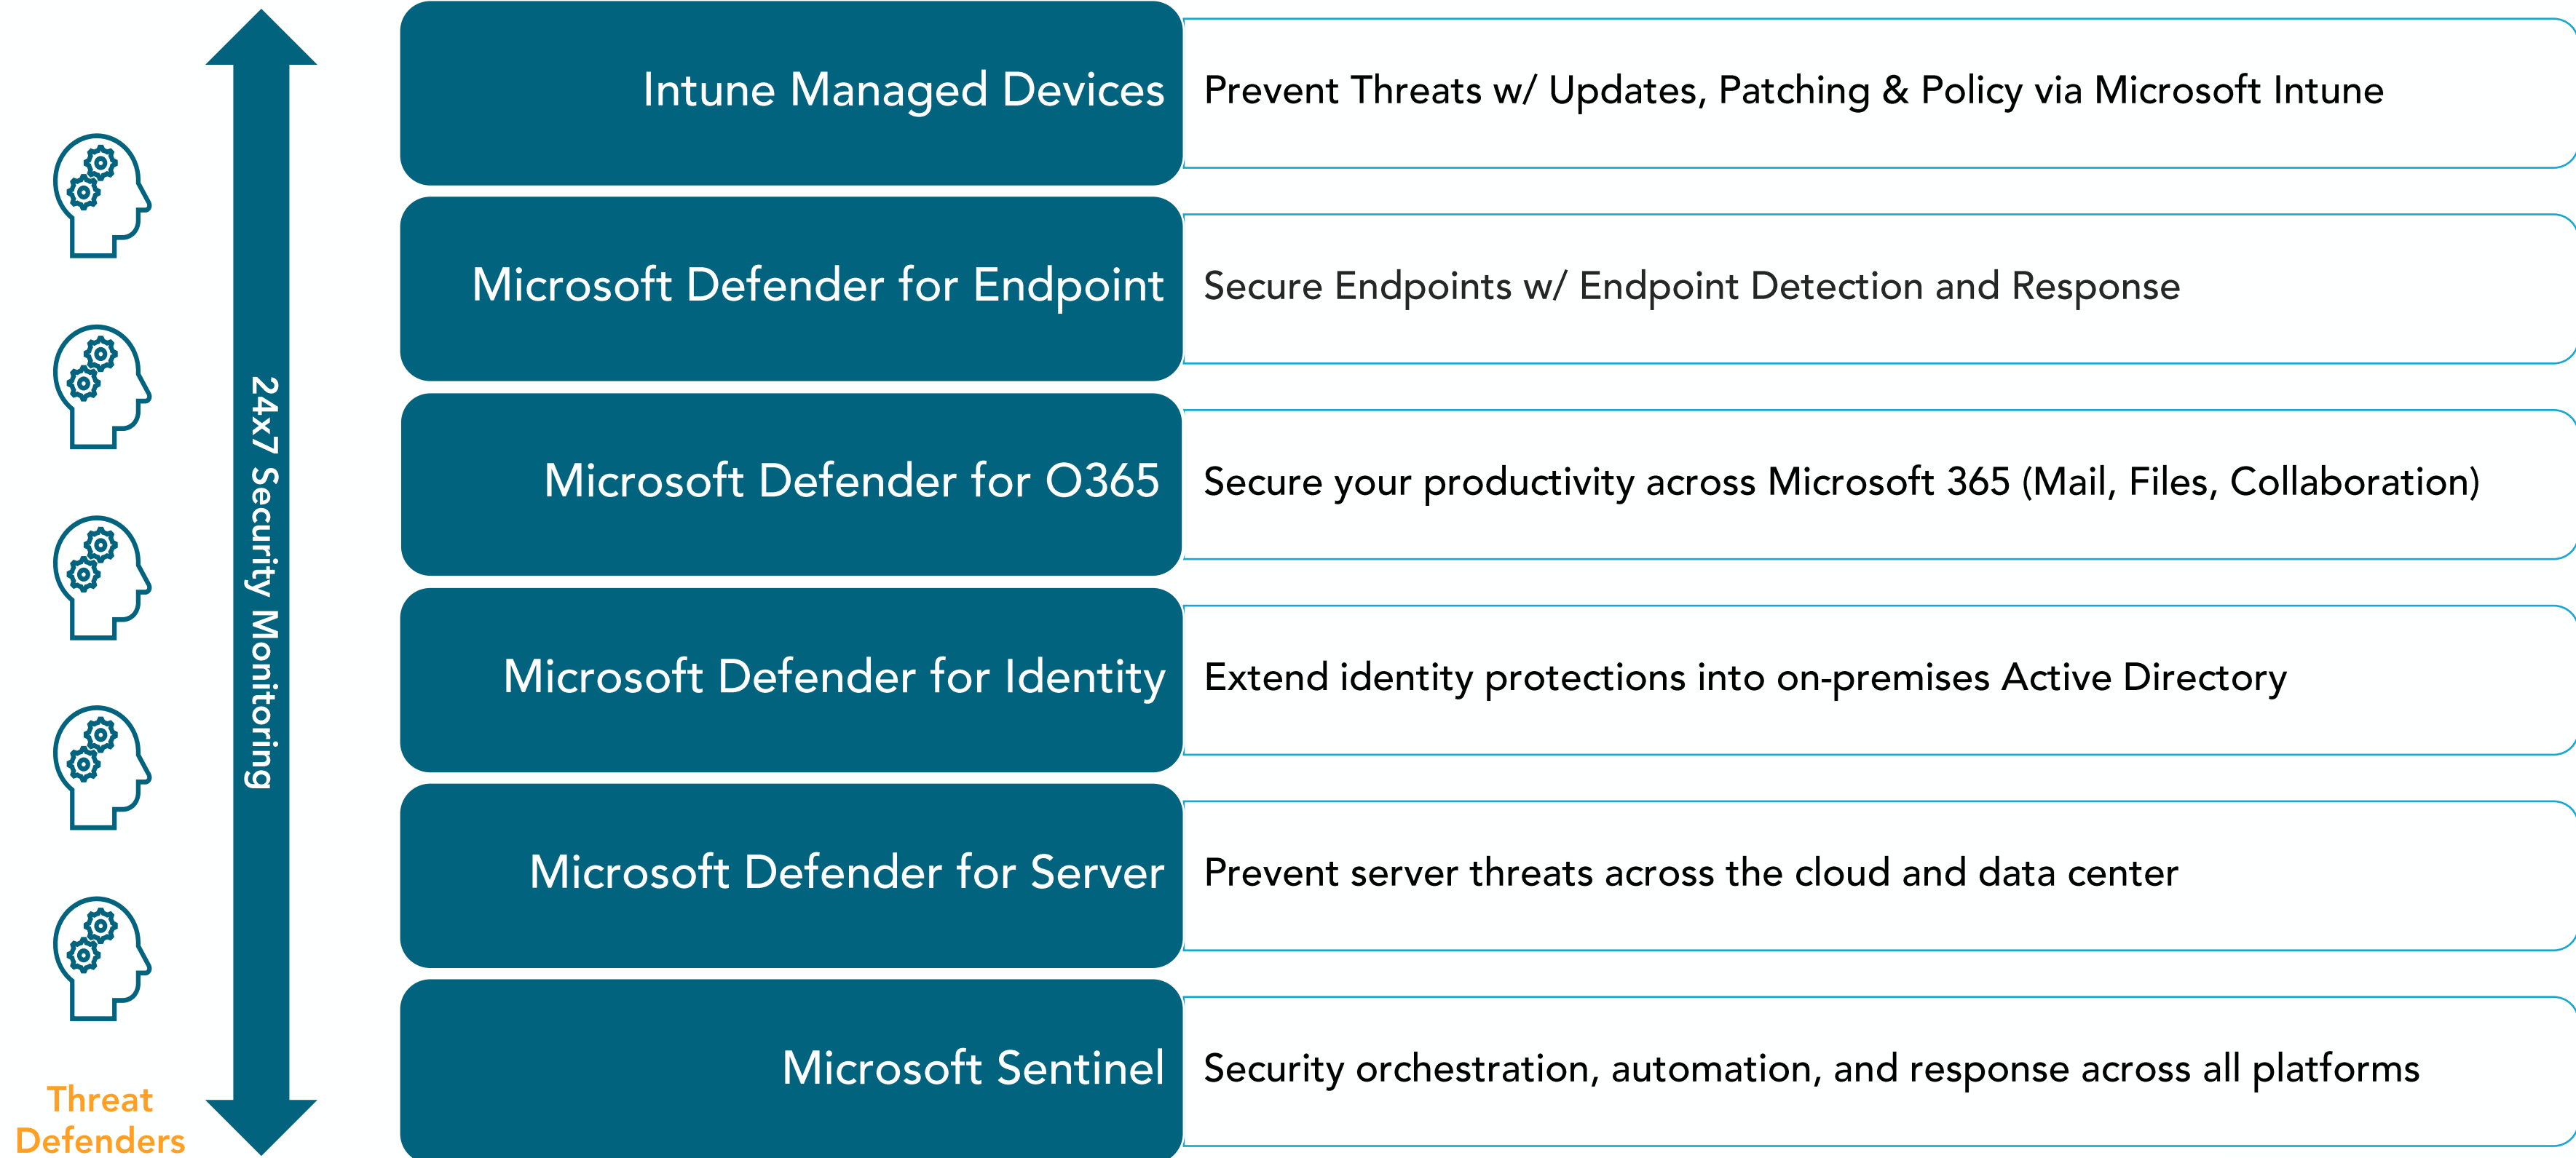 Intune Managed Devices
Prevent Threats w/ Updates, Patching & Policy via Microsoft Intune
Microsoft Defender for Endpoint
Secure Endpoints w/ Endpoint Detection and Response
Microsoft Defender for O365
Secure your productivity across Microsoft 365 (Mail, Files, Collaboration)
Microsoft Defender for Identity
Extend identity protections into on-premises Active Directory
Microsoft Defender for Server
Prevent server threats across the cloud and data center
Microsoft Sentinel
Security orchestration, automation, and response across all platforms
24x7 Security Monitoring
Threat
Defenders